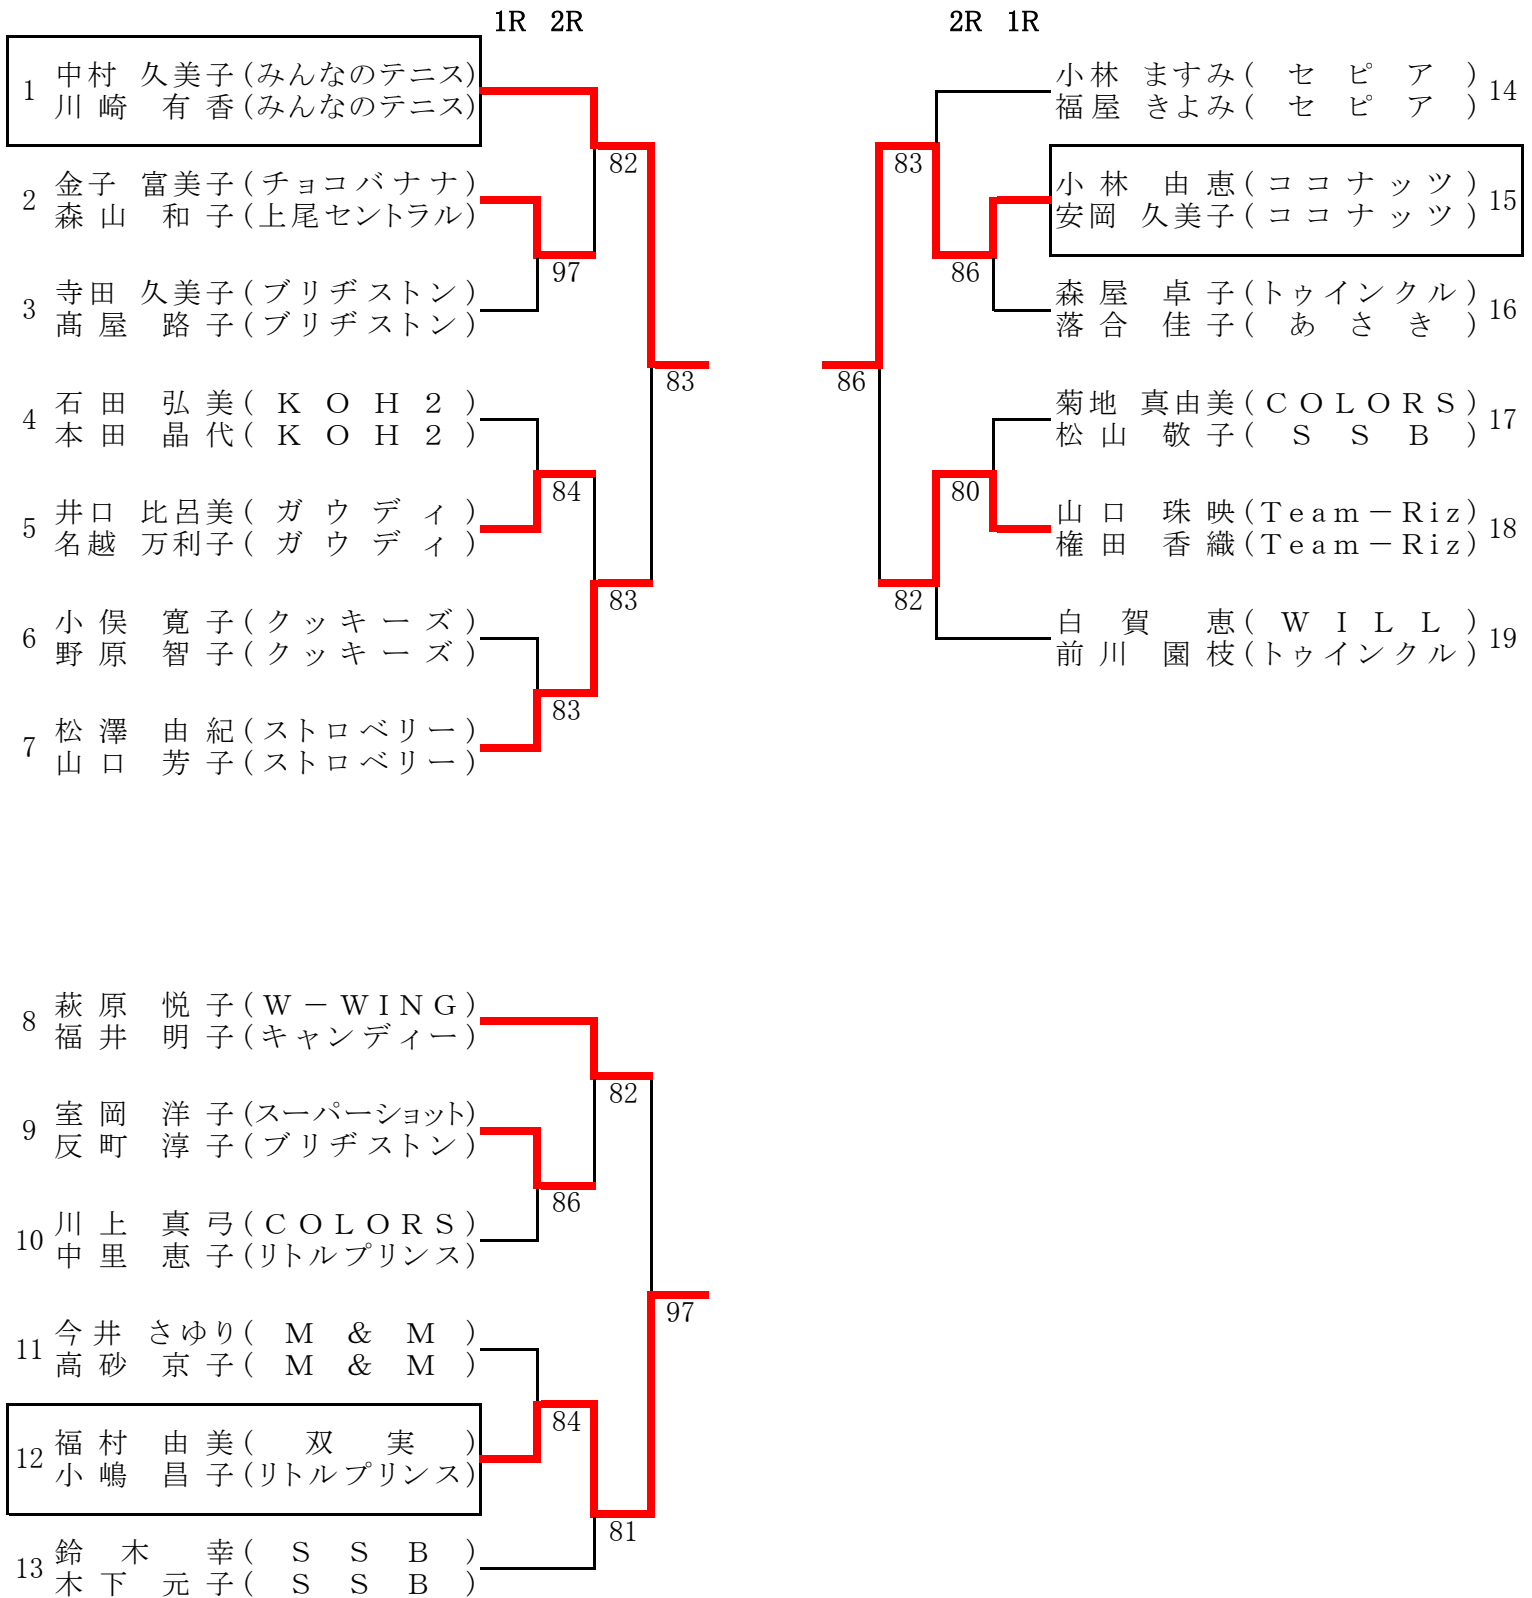 1R 2R
1
中村 久美子(みんなのテニス)
川崎 有香(みんなのテニス)
82
2
金子 富美子(チョコバナナ)
森山 和子(上尾セントラル)
97
3
寺田 久美子(ブリヂストン)
髙屋 路子(ブリヂストン)
83
4
石田 弘美(KOH2)
本田 晶代(KOH2)
84
5
井口 比呂美(ガウディ)
名越 万利子(ガウディ)
83
6
小俣 寛子(クッキーズ)
野原 智子(クッキーズ)
83
7
松澤 由紀(ストロベリー)
山口 芳子(ストロベリー)
8
萩原 悦子(W－WING)
福井 明子(キャンディー)
82
9
室岡 洋子(スーパーショット)
反町 淳子(ブリヂストン)
86
10
川上 真弓(COLORS)
中里 恵子(リトルプリンス)
97
11
今井 さゆり(M&M)
高砂 京子(M&M)
84
12
福村 由美(双実)
小嶋 昌子(リトルプリンス)
81
13
鈴木 幸(SSB)
木下 元子(SSB)
2R 1R
小林 ますみ(セピア)
福屋 きよみ(セピア)
14
83
小林 由恵(ココナッツ)
安岡 久美子(ココナッツ)
15
86
森屋 卓子(トゥインクル)
落合 佳子(あさき)
16
86
菊地 真由美(COLORS)
松山 敬子(SSB)
17
80
山口 珠映(Team－Riz)
権田 香織(Team－Riz)
18
82
白賀 恵(WILL)
前川 園枝(トゥインクル)
19